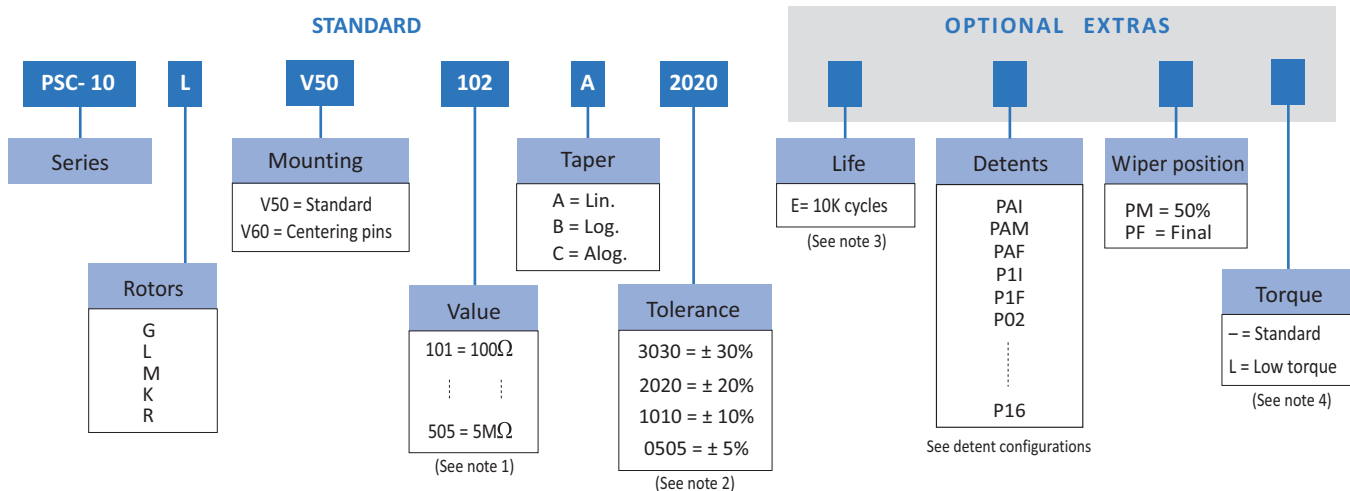 STANDARD
OPTIONAL EXTRAS
PSC- 10
L
V50
102
A
2020
Series
Mounting
V50 = Standard
V60 = Centering pins
Taper
A = Lin.
B = Log.
C = Alog.
Life
E= 10K cycles
(See note 3)
Detents
PAI
PAM
PAF
P1I
P1F
P02
P16
See detent configurations
Wiper position
PM = 50%
PF = Final
Rotors
G
L
M
K
R
Value
101 = 100Ω
505 = 5MΩ
(See note 1)
Tolerance
3030 = ± 30%
2020 = ± 20%
1010 = ± 10%
0505 = ± 5%
(See note 2)
Torque
– = Standard
L = Low torque
(See note 4)